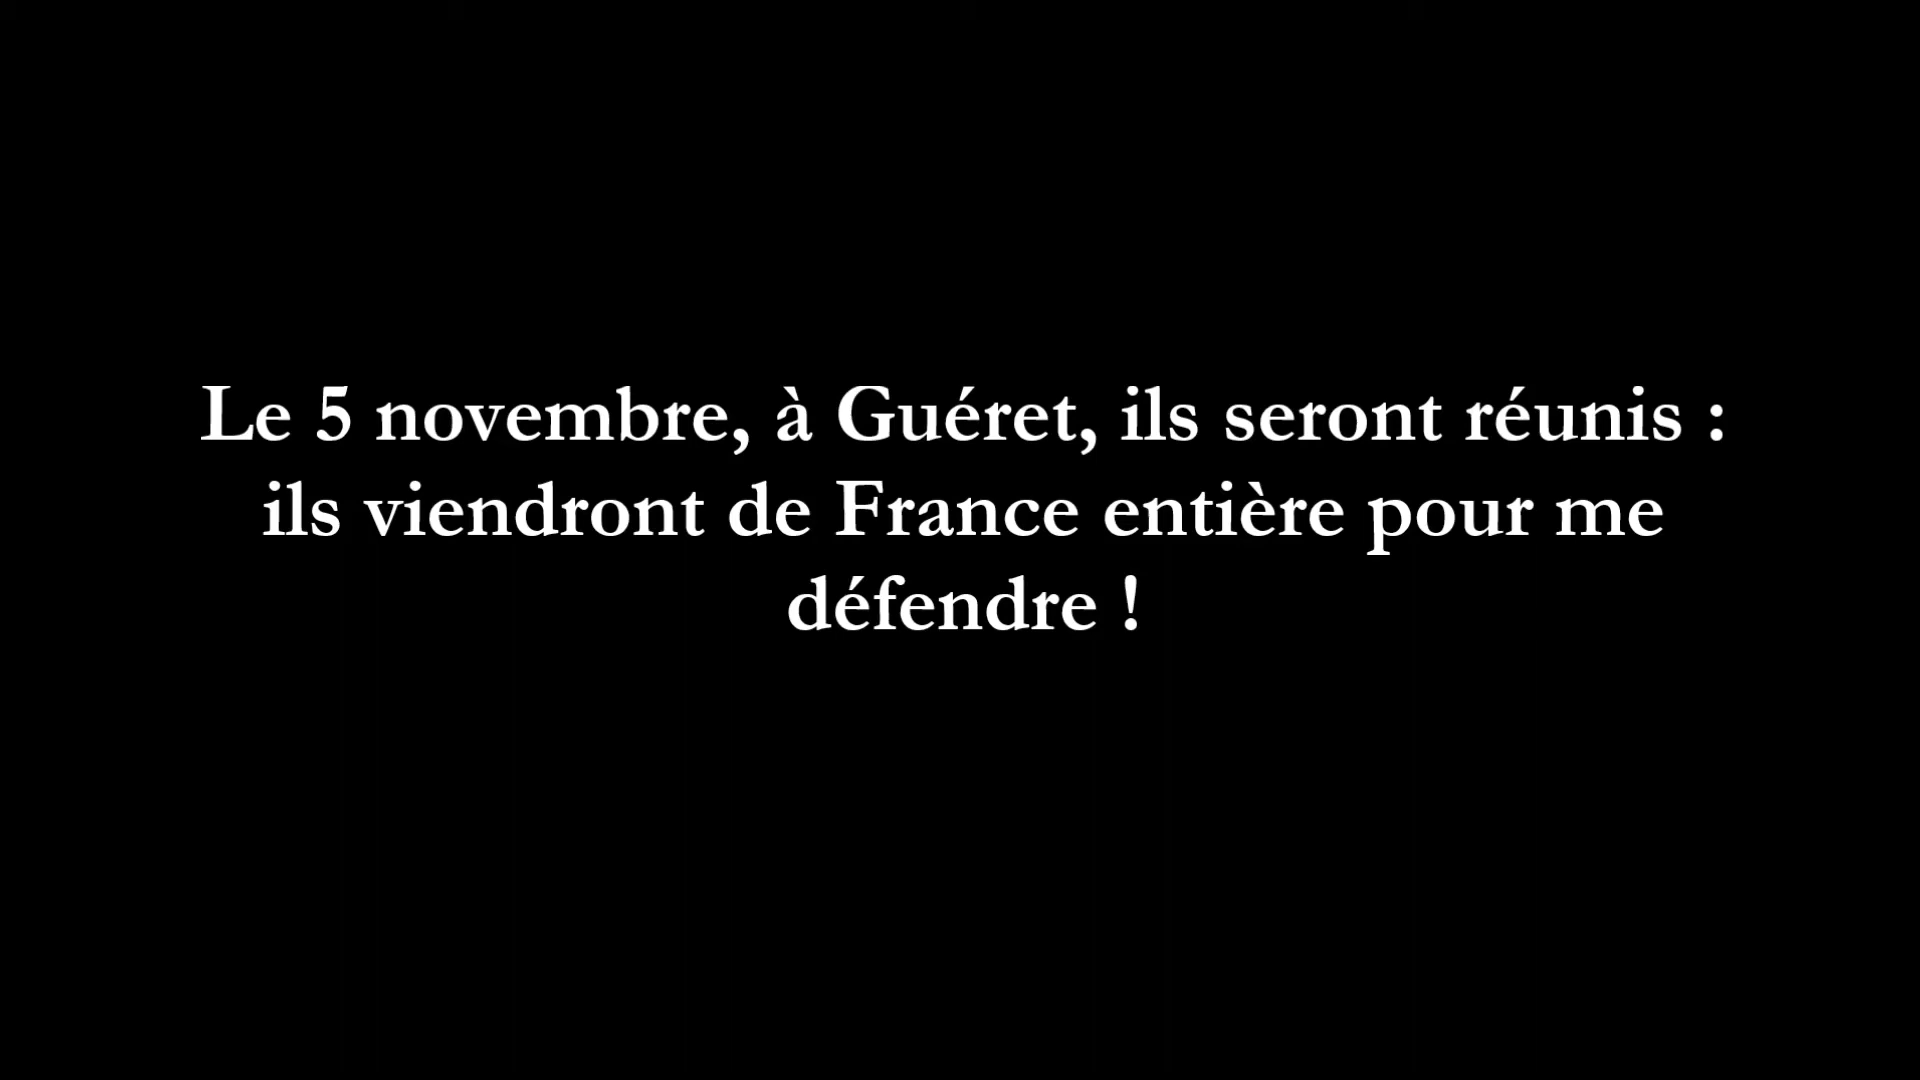 Le 5 novembre, à Guéret, ils seront réunis :
ils viendront de France entière pour me
défendre !